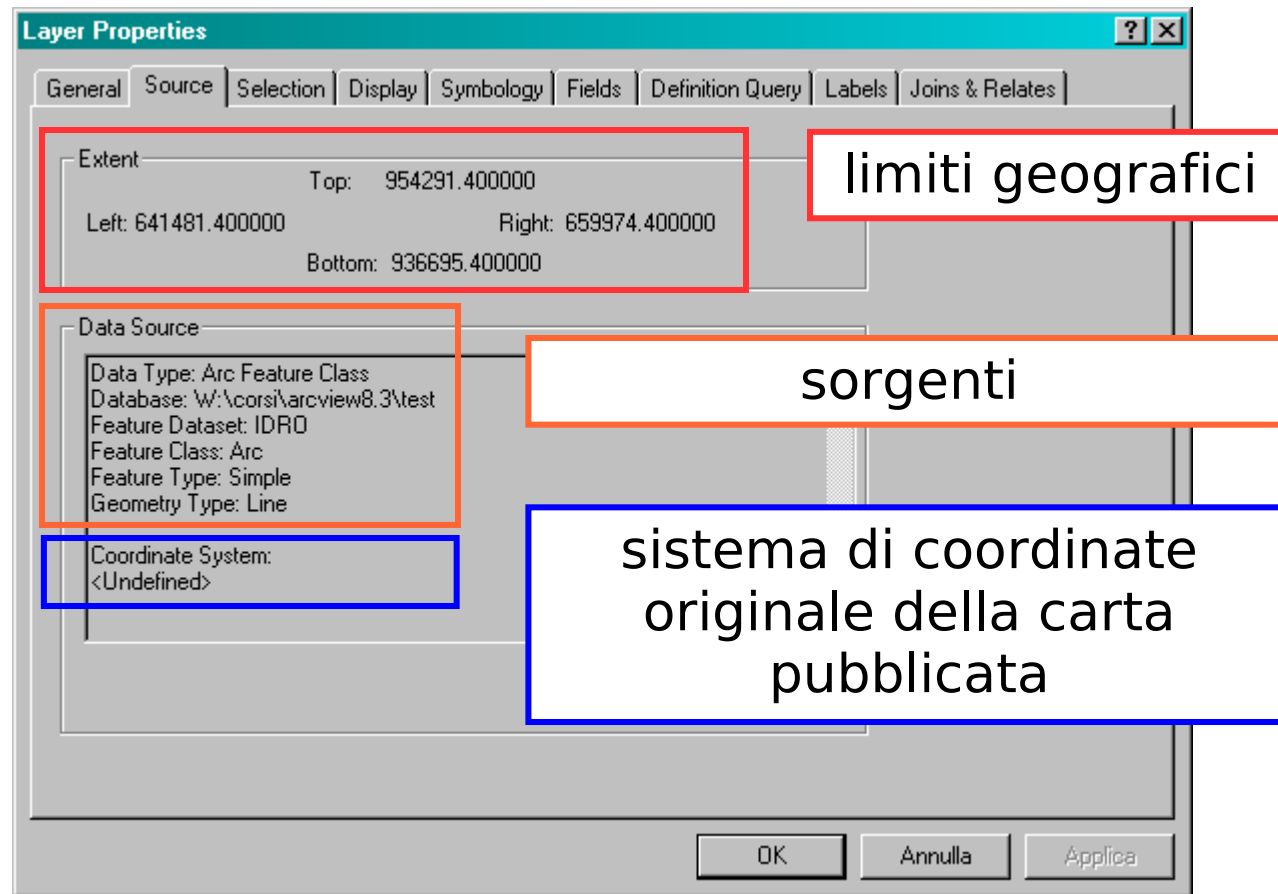 Layer Properties
General Source Selection Display Symbology Fields Definition Query Labels Joins & Relates
Extent
Top: 954291.400000
Left: 641481.400000 Right: 659974.400000
Bottom: 936695.400000
limiti geografici
Data Source
Data Type: Arc Feature Class
Database: W:\corsi\arcview8.3\test
Feature Dataset: IDRO
Feature Class: Arc
Feature Type: Simple
Geometry Type: Line
sorgenti
Coordinate System:
<Undefined>
sistema di coordinate
originale della carta
pubblicata
OK Annulla Applica